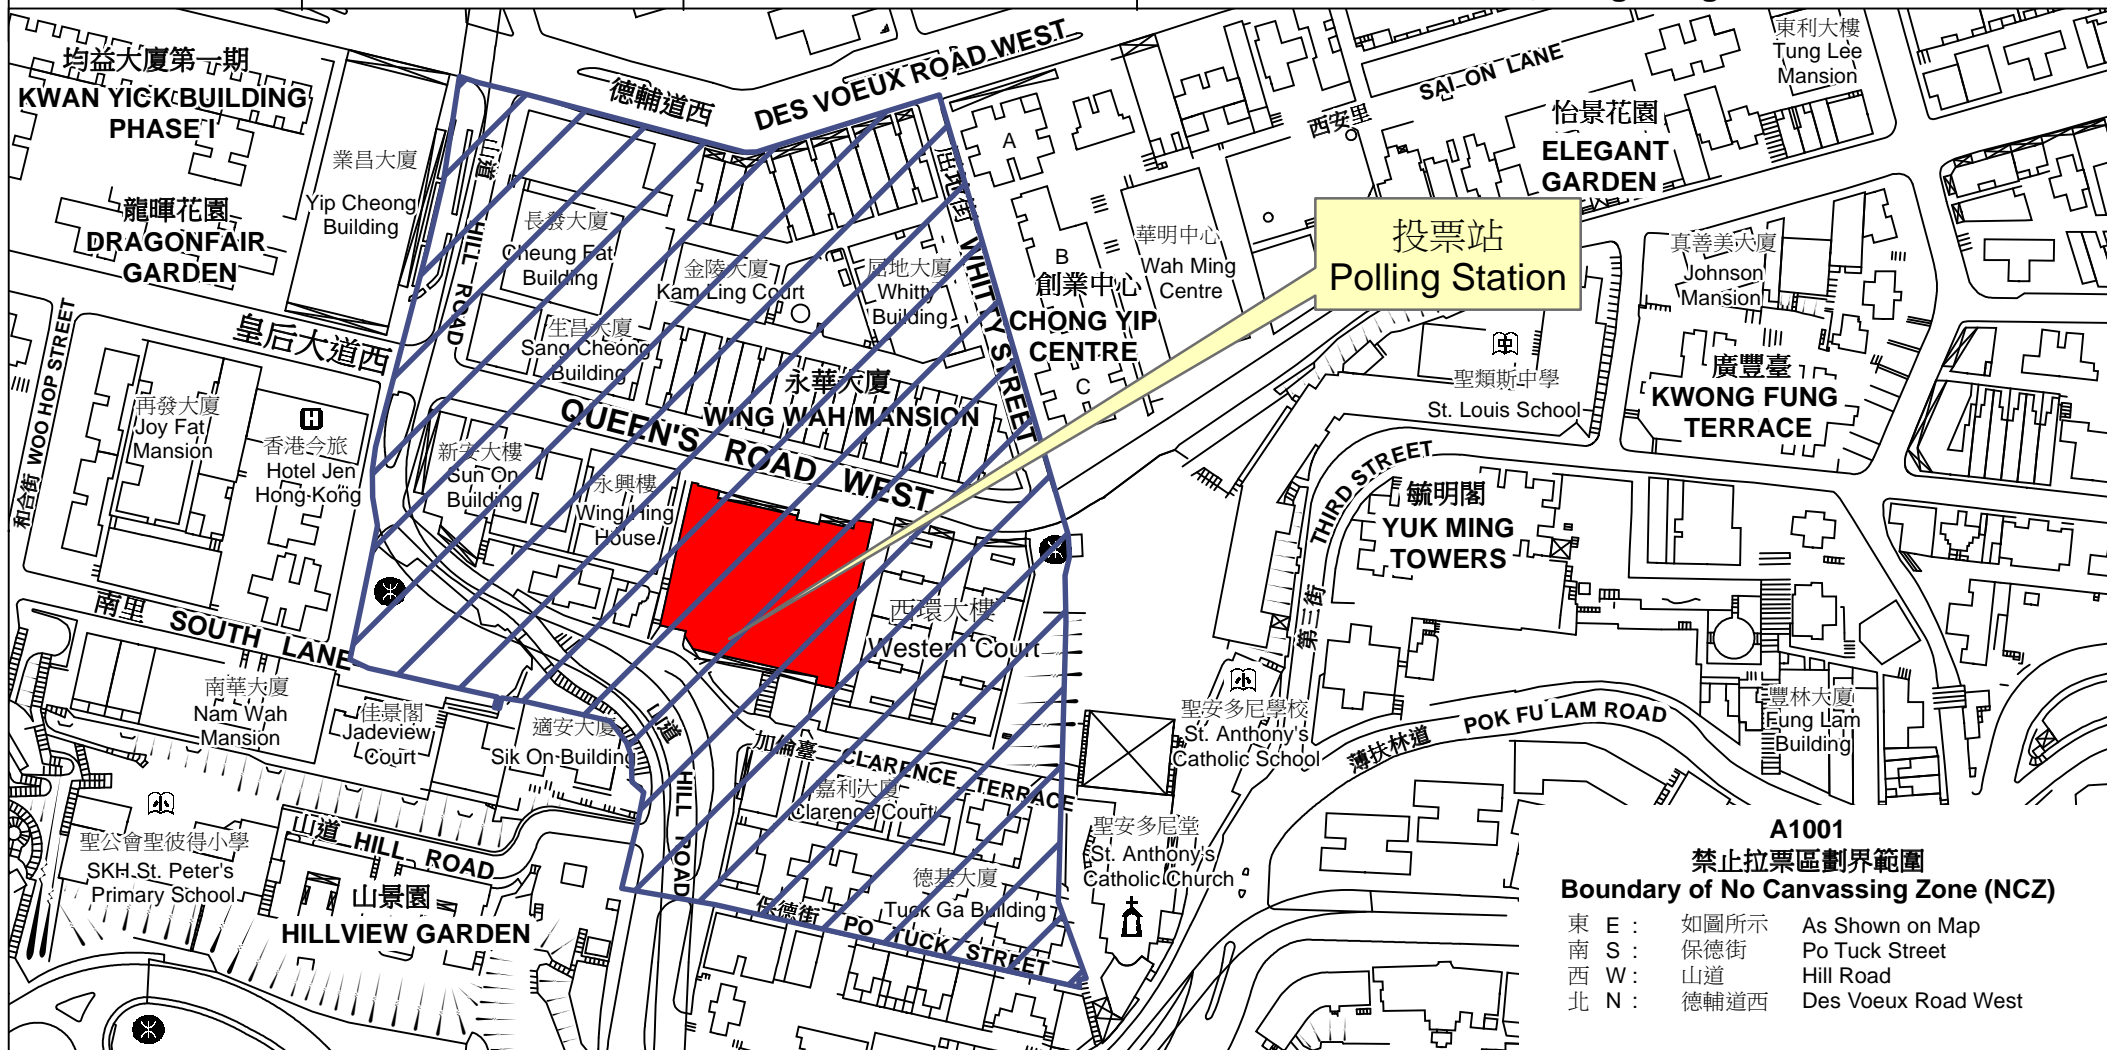 均益大廈第一期
KWAN YICK BUILDING
PHASE I
業昌大廈
Yip Cheong
Building
龍暉花園
DRAGONFAIR
GARDEN
德輔道西
DES VOEUX ROAD WEST
西安里
SAI ON LANE
東利大樓
Tung Lee
Mansion
怡景花園
ELEGANT
GARDEN
A
B
C
山道
HILL ROAD
長發大廈
Cheung Fat
Building
金陵大廈
Kam Ling Court
屈地大廈
Whitty
Building
屈地街
WHITTY STREET
華明中心
Wah Ming
Centre
創業中心
CHONG YIP
CENTRE
投票站
Polling Station
真善美大廈
Johnson
Mansion
皇后大道西
生昌大廈
Sang Cheong
Building
永華大廈
WING WAH MANSION
QUEEN'S ROAD WEST
聖類斯中學
St. Louis School
廣豐臺
KWONG FUNG
TERRACE
和合街 WOO HOP STREET
再發大廈
Joy Fat
Mansion
H
香港今旅
Hotel Jen
Hong Kong
新安大樓
Sun On
Building
永興樓
Wing Hing
House
THIRD STREET
第三街
毓明閣
YUK MING
TOWERS
西環大樓
Western Court
南里
SOUTH LANE
南華大廈
Nam Wah
Mansion
佳景閣
Jadeview
Court
適安大廈
Sik On Building
山道
HILL ROAD
加倫臺
CLARENCE TERRACE
嘉利大廈
Clarence Court
聖安多尼學校
St. Anthony's
Catholic School
薄扶林道
POK FU LAM ROAD
豐林大廈
Fung Lam
Building
聖公會聖彼得小學
SKH St. Peter's
Primary School
山道 HILL ROAD
山景園
HILLVIEW GARDEN
聖安多尼堂
St. Anthony's
Catholic Church
德基大廈
Tuck Ga Building
保德街
PO TUCK STREET
A1001
禁止拉票區劃界範圍
Boundary of No Canvassing Zone (NCZ)
東 E : 如圖所示 As Shown on Map
南 S : 保德街 Po Tuck Street
西 W : 山道 Hill Road
北 N : 德輔道西 Des Voeux Road West